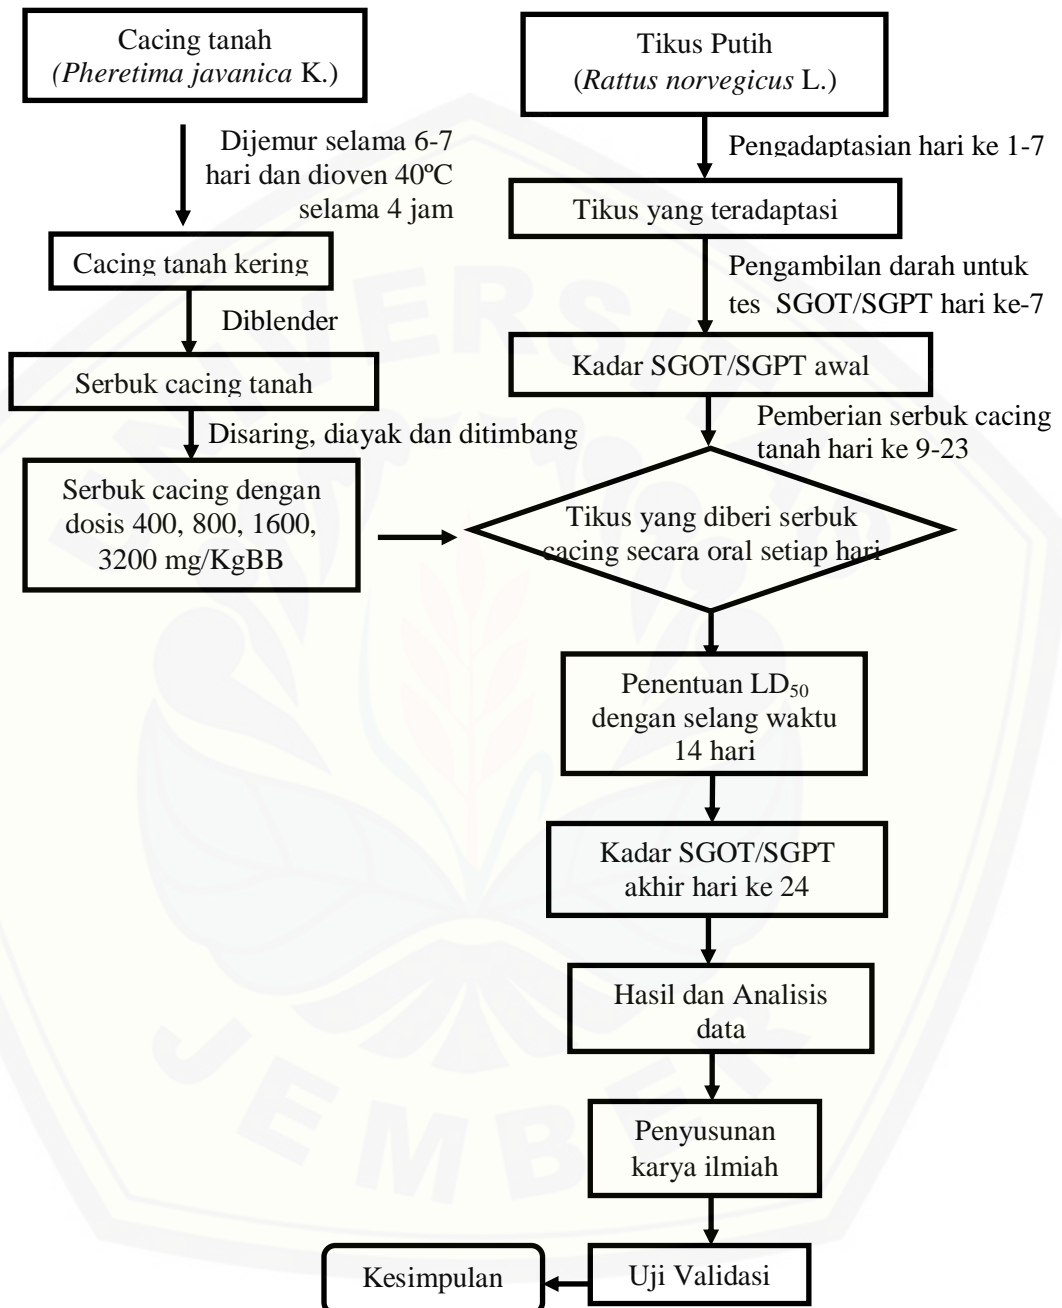 Cacing tanah
(Pheretima javanica K.)
Dijemur selama 6-7
hari dan dioven 40ºC
selama 4 jam
Cacing tanah kering
Diblender
Serbuk cacing tanah
Disaring, diayak dan ditimbang
Serbuk cacing dengan
dosis 400, 800, 1600,
3200 mg/KgBB
Tikus Putih
(Rattus norvegicus L.)
Pengadaptasian hari ke 1-7
Tikus yang teradaptasi
Pengambilan darah untuk
tes SGOT/SGPT hari ke-7
Kadar SGOT/SGPT awal
Pemberian serbuk cacing
tanah hari ke 9-23
Tikus yang diberi serbuk
cacing secara oral setiap hari
Penentuan LD₅₀
dengan selang waktu
14 hari
Kadar SGOT/SGPT
akhir hari ke 24
Hasil dan Analisis
data
Penyusunan
karya ilmiah
Uji Validasi
Kesimpulan
UNIVERSITAS
JEMBER